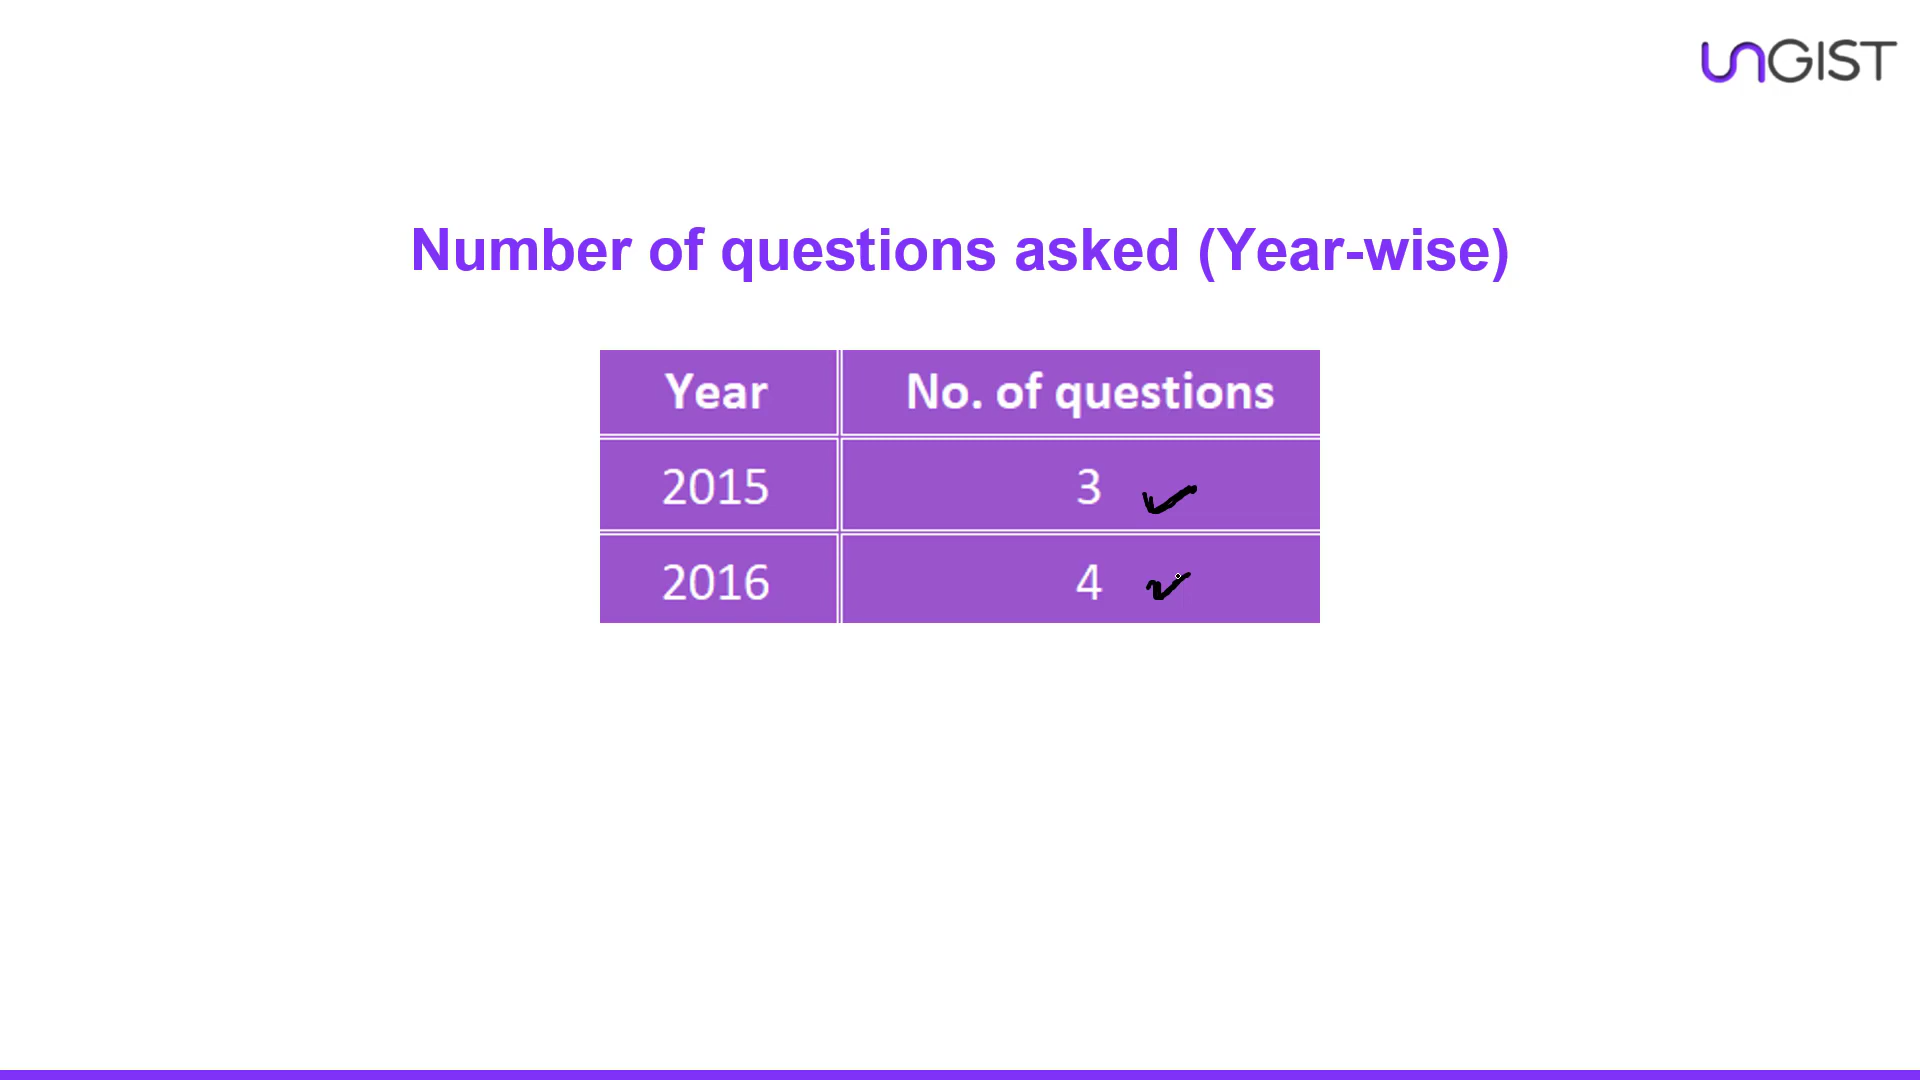 UNGIST
Number of questions asked (Year-wise)
Year No. of questions
2015 3
2016 4